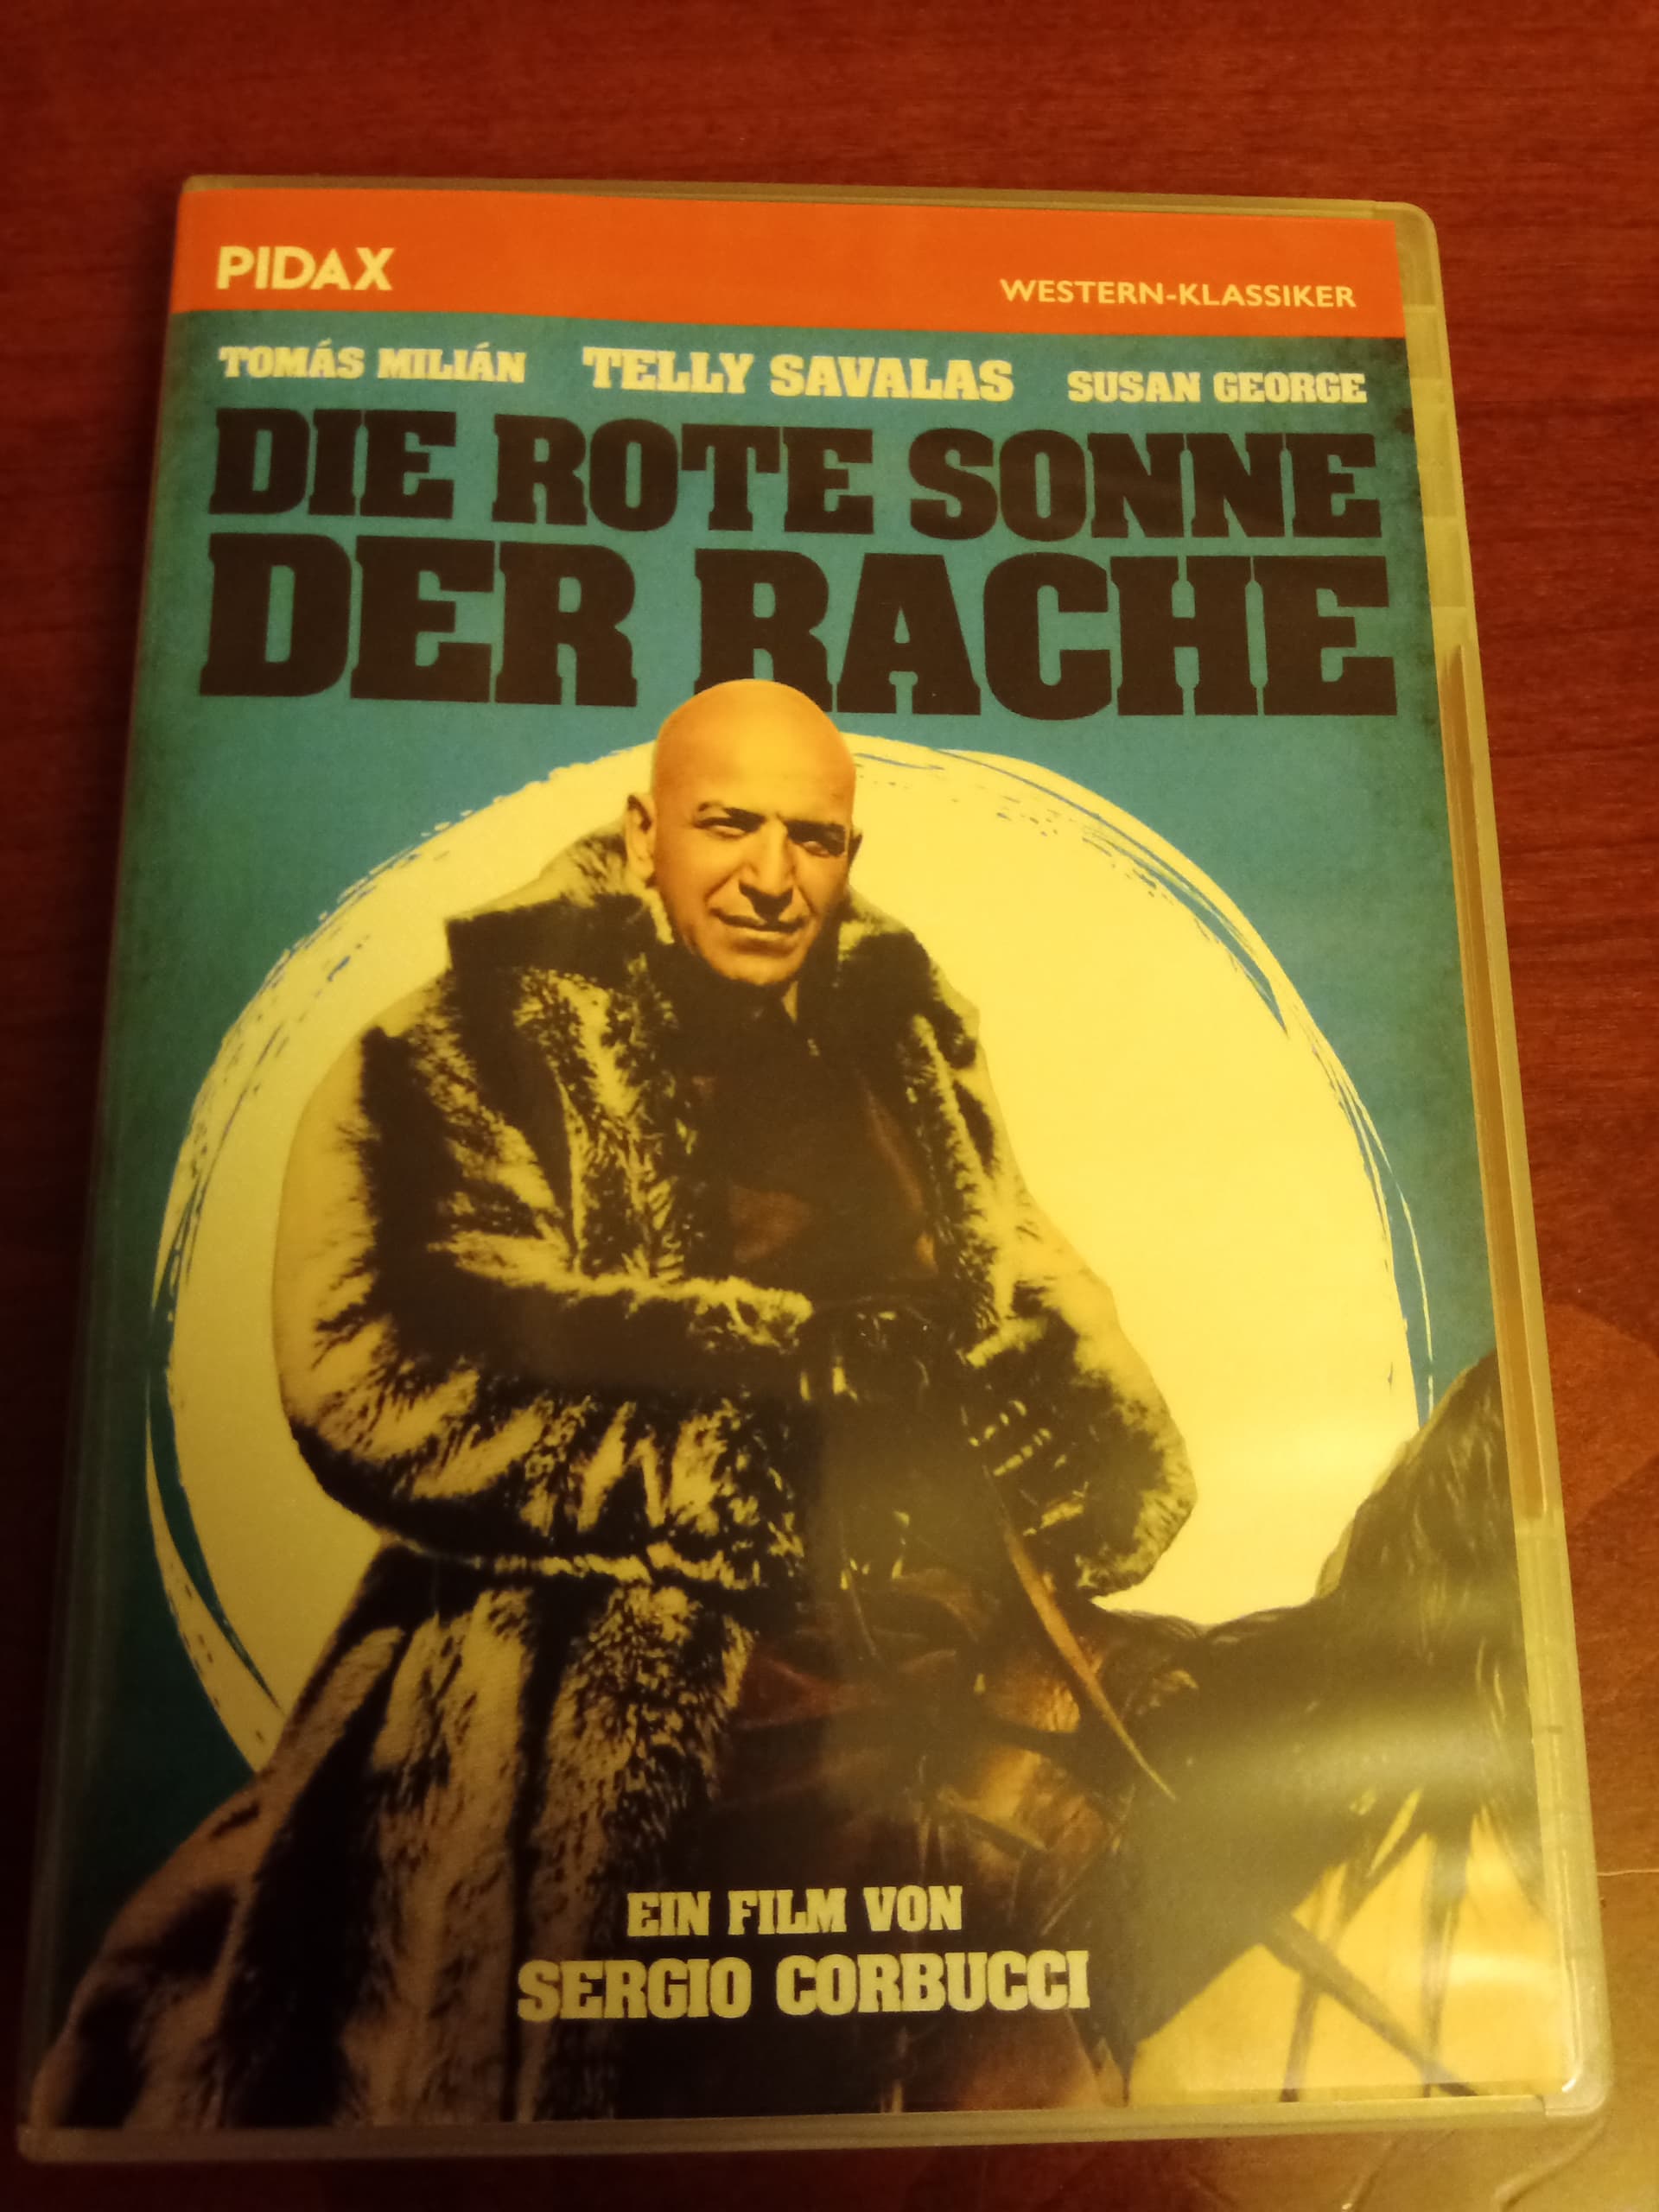 PIDAX
WESTERN-KLASSIKER
TOMÁS MILIÁN TELLY SAVALAS SUSAN GEORGE
DIE ROTE SONNE
DER RACHE
EIN FILM VON
SERGIO CORBUCCI